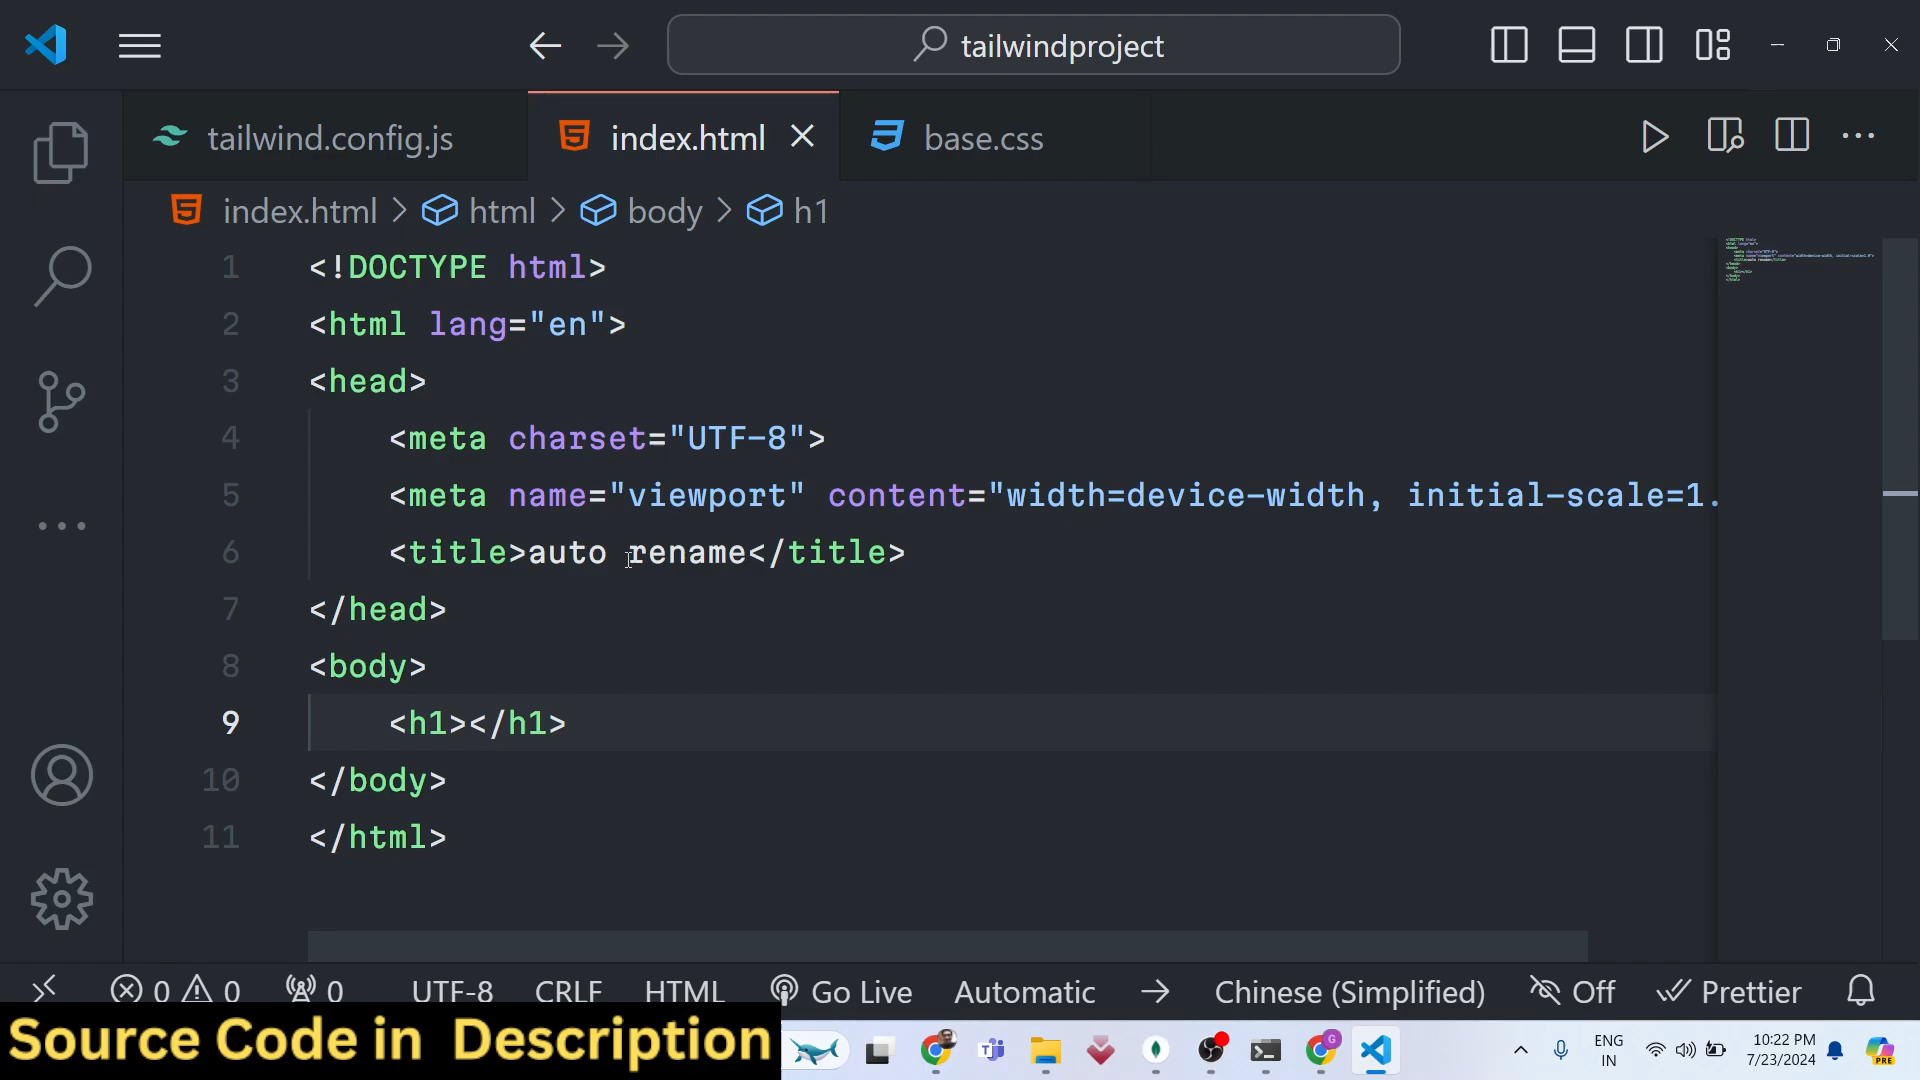 tailwindproject
tailwind.config.js index.html base.css
index.html > html > body > h1
1 <!DOCTYPE html>
2 <html lang="en">
3 <head>
4 <meta charset="UTF-8">
5 <meta name="viewport" content="width=device-width, initial-scale=1.
6 <title>auto rename</title>
7 </head>
8 <body>
9 <h1></h1>
10 </body>
11 </html>
0 0 0 UTF-8 CRLF HTML Go Live Automatic Chinese (Simplified) Off Prettier
Source Code in Description
ENG
IN
10:22 PM
7/23/2024
PRE